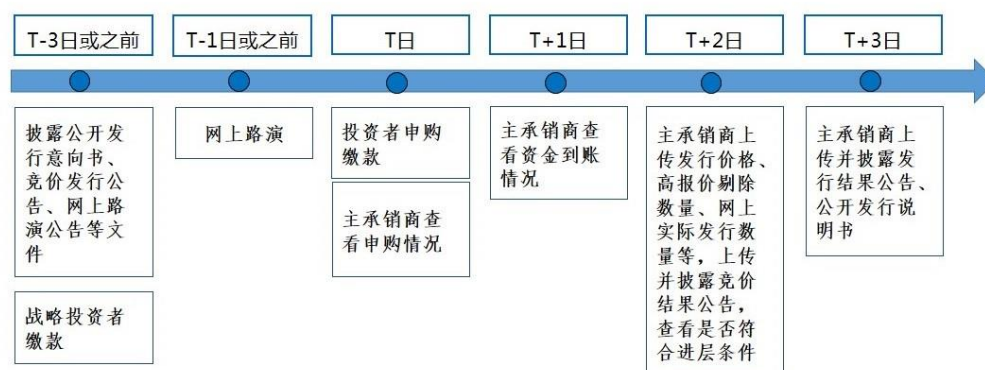 T-3日或之前
T-1日或之前
T日
T+1日
T+2日
T+3日
披露公开发
行意向书、
竞价发行公
告、网上路
演公告等文
件
战略投资者
缴款
网上路演
投资者申购
缴款
主承销商查
看申购情况
主承销商查
看资金到账
情况
主承销商上
传发行价格、
高报价剔除
数量、网上
实际发行数
量等，上传
并披露竞价
结果公告，
查看是否符
合进层条件
主承销商上
传并披露发
行结果公告、
公开发行说
明书